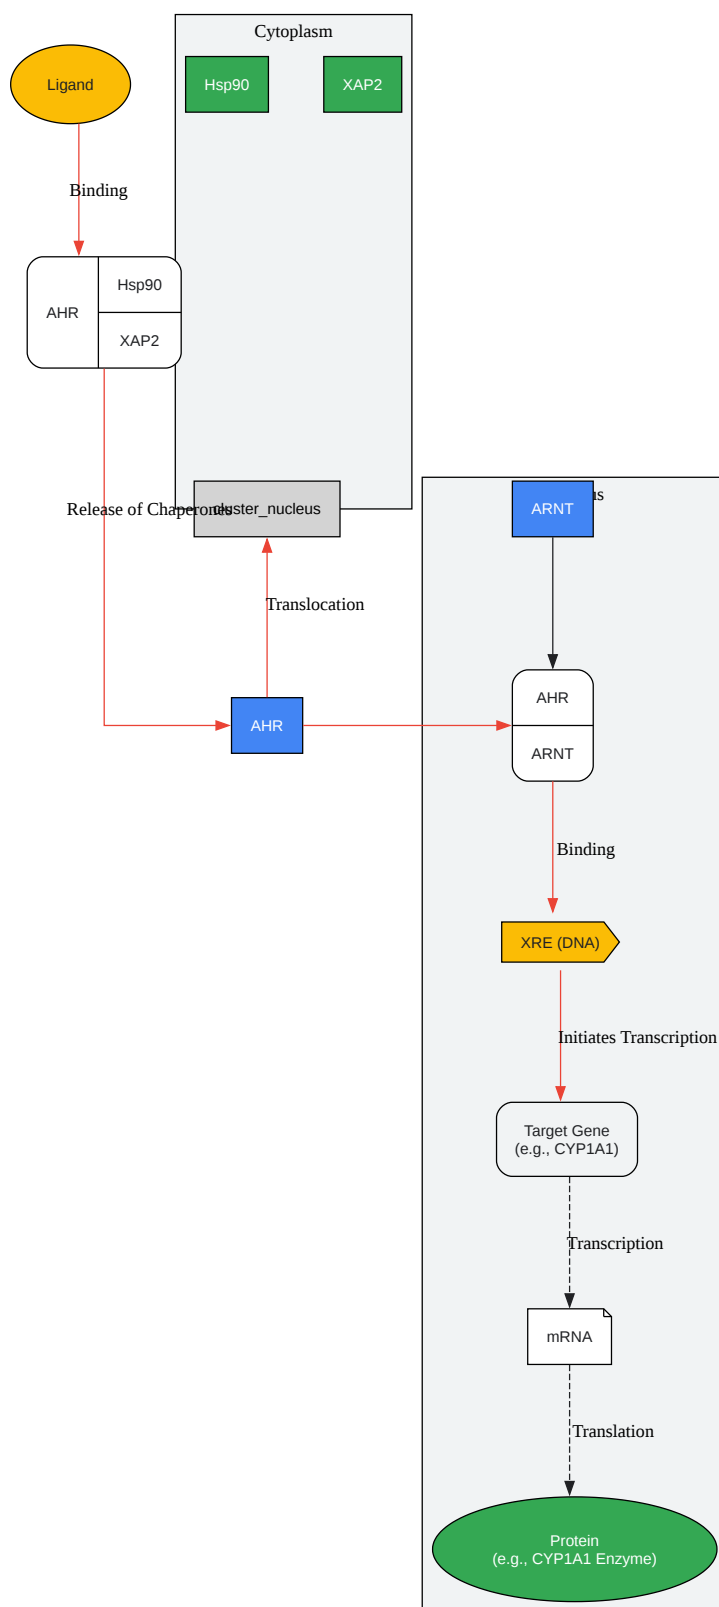 Cytoplasm
Hsp90
XAP2
Ligand
Binding
AHR
Hsp90
XAP2
Release of Chaperones
cluster_nucleus
Translocation
AHR
ARNT
AHR
ARNT
Binding
XRE (DNA)
Initiates Transcription
Target Gene
(e.g., CYP1A1)
Transcription
mRNA
Translation
Protein
(e.g., CYP1A1 Enzyme)